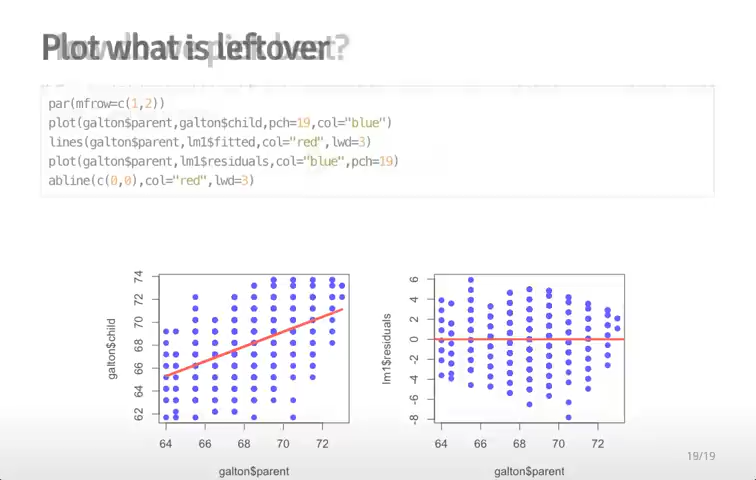 Plot what is leftover
par(mfrow=c(1,2))
plot(galton$parent,galton$child,pch=19,col="blue")
lines(galton$parent,lm1$fitted,col="red",lwd=3)
plot(galton$parent,lm1$residuals,col="blue",pch=19)
abline(c(0,0),col="red",lwd=3)
galton$child
62 64 66 68 70 72 74
64 66 68 70 72
galton$parent
lm1$residuals
-8 -6 -4 -2 0 2 4 6
64 66 68 70 72
galton$parent
19/19